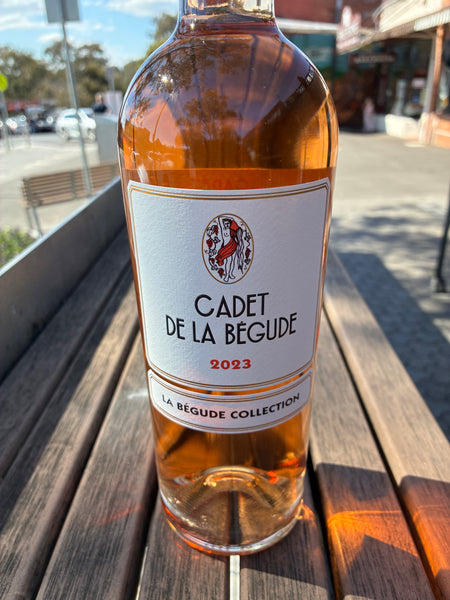 CADET
DE LA BÉGUDE
2023
LA BÉGUDE COLLECTION